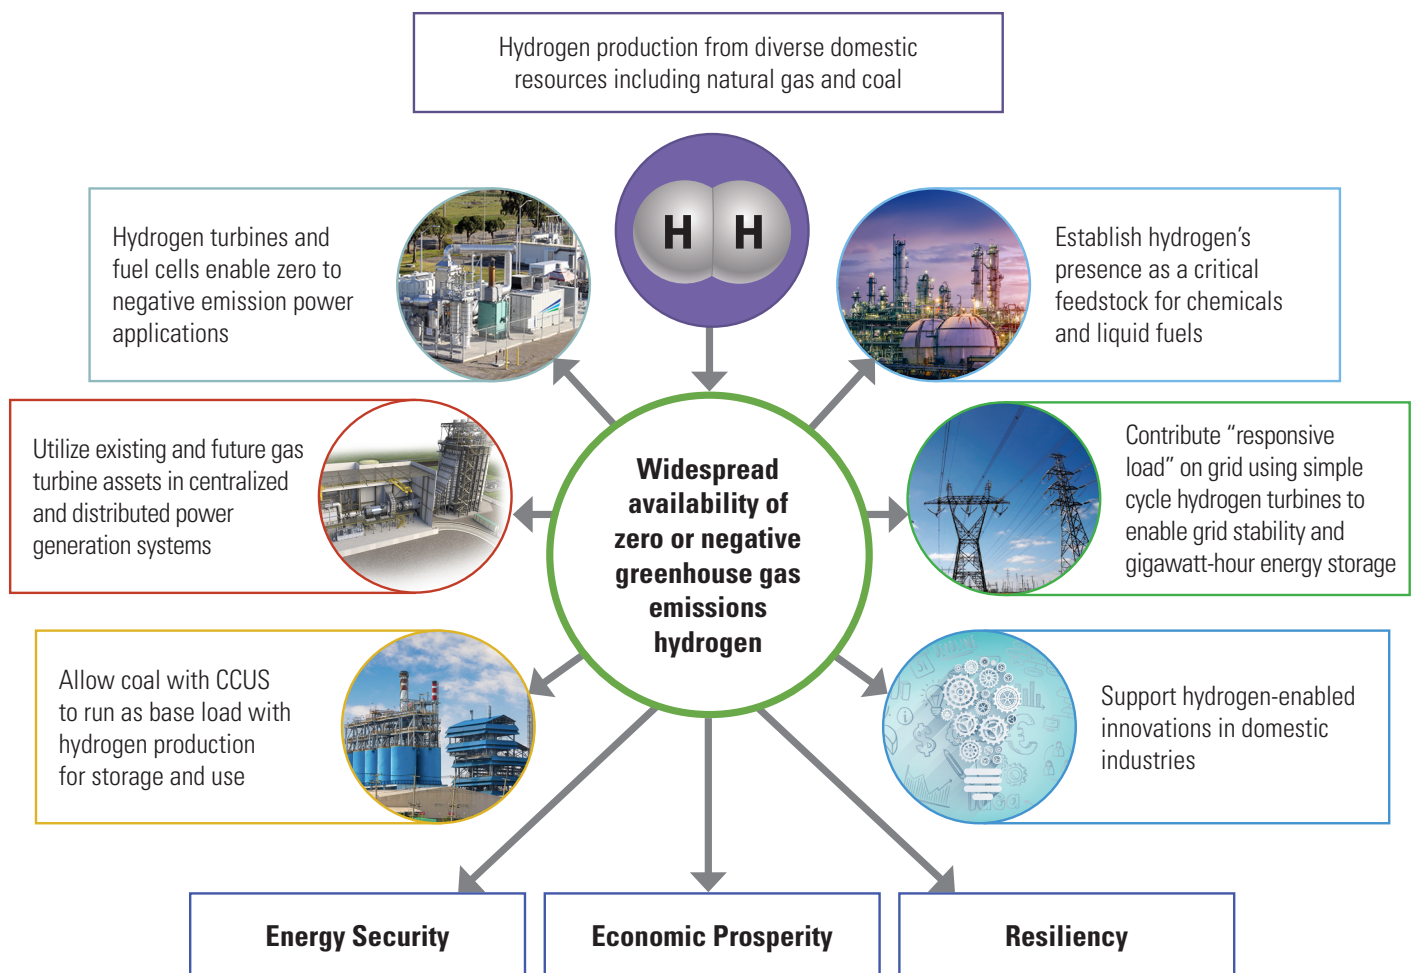 Hydrogen production from diverse domestic
resources including natural gas and coal
H H
Hydrogen turbines and
fuel cells enable zero to
negative emission power
applications
Establish hydrogen’s
presence as a critical
feedstock for chemicals
and liquid fuels
Utilize existing and future gas
turbine assets in centralized
and distributed power
generation systems
Widespread
availability of
zero or negative
greenhouse gas
emissions
hydrogen
Contribute “responsive
load” on grid using simple
cycle hydrogen turbines to
enable grid stability and
gigawatt-hour energy storage
Allow coal with CCUS
to run as base load with
hydrogen production
for storage and use
Support hydrogen-enabled
innovations in domestic
industries
Energy Security
Economic Prosperity
Resiliency